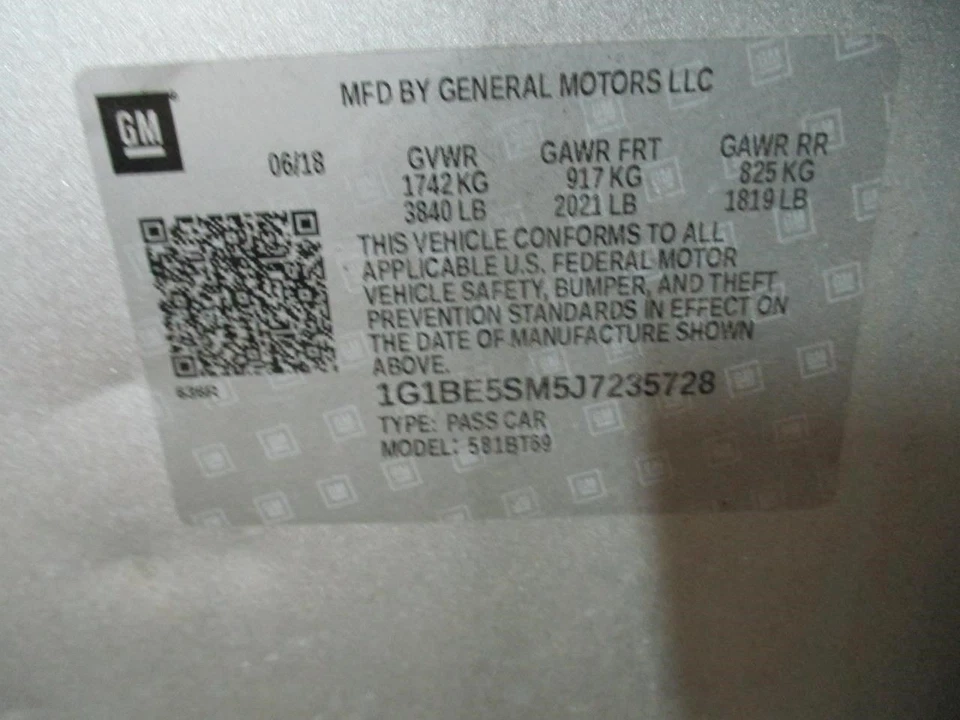 MFD BY GENERAL MOTORS LLC
GM
06/18
GVWR
1742 KG
3840 LB
GAWR FRT
917 KG
2021 LB
GAWR RR
825 KG
1819 LB
THIS VEHICLE CONFORMS TO ALL
APPLICABLE U.S. FEDERAL MOTOR
VEHICLE SAFETY, BUMPER, AND THEFT
PREVENTION STANDARDS IN EFFECT ON
THE DATE OF MANUFACTURE SHOWN
ABOVE.
1G1BE5SM5J7235728
TYPE: PASS CAR
MODEL: 581BT69